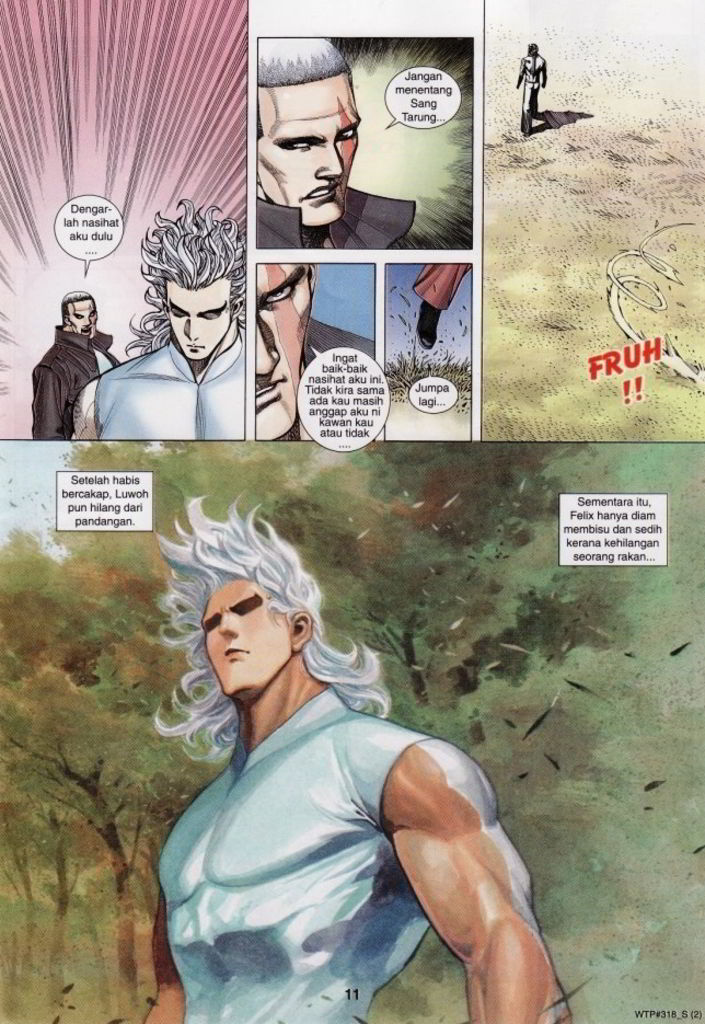 Dengar-
lah nasihat
aku dulu
....
Jangan
menentang
Sang
Tarung...
Ingat
baik-baik
nasihat aku ini.
Tidak kira sama
ada kau masih
anggap aku ni
kawan kau
atau tidak
....
Jumpa
lagi...
FRUH
!!
Setelah habis
bercakap, Luwoh
pun hilang dari
pandangan.
Sementara itu,
Felix hanya diam
membisu dan sedih
kerana kehilangan
seorang rakan...
11
WTP#318_S (2)